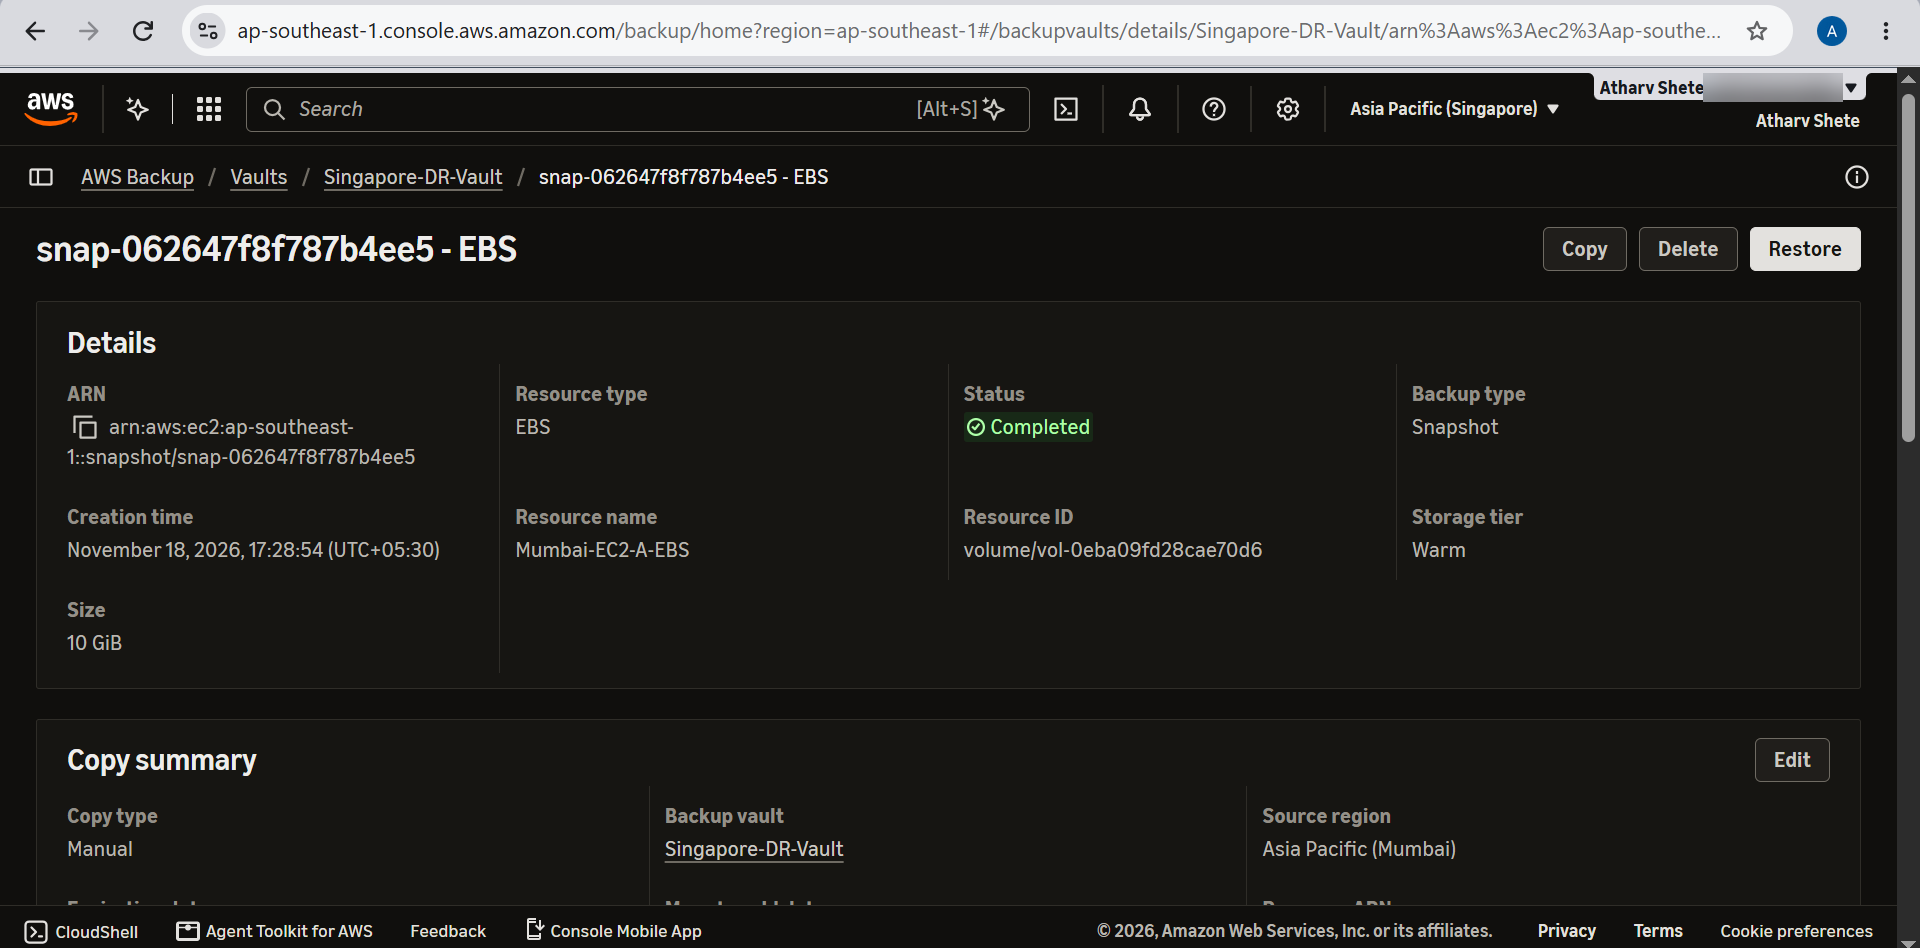 ap-southeast-1.console.aws.amazon.com/backup/home?region=ap-southeast-1#/backupvaults/details/Singapore-DR-Vault/arn%3Aaws%3Aec2%3Aap-southe...
A
aws
Search
[Alt+S]
Asia Pacific (Singapore)
Atharv Shete
Atharv Shete
AWS Backup / Vaults / Singapore-DR-Vault / snap-062647f8f787b4ee5 - EBS
snap-062647f8f787b4ee5 - EBS
Copy
Delete
Restore
Details
ARN
arn:aws:ec2:ap-southeast-
1::snapshot/snap-062647f8f787b4ee5
Resource type
EBS
Status
Completed
Backup type
Snapshot
Creation time
November 18, 2026, 17:28:54 (UTC+05:30)
Resource name
Mumbai-EC2-A-EBS
Resource ID
volume/vol-0eba09fd28cae70d6
Storage tier
Warm
Size
10 GiB
Copy summary
Edit
Copy type
Manual
Backup vault
Singapore-DR-Vault
Source region
Asia Pacific (Mumbai)
CloudShell
Agent Toolkit for AWS
Feedback
Console Mobile App
© 2026, Amazon Web Services, Inc. or its affiliates.
Privacy
Terms
Cookie preferences